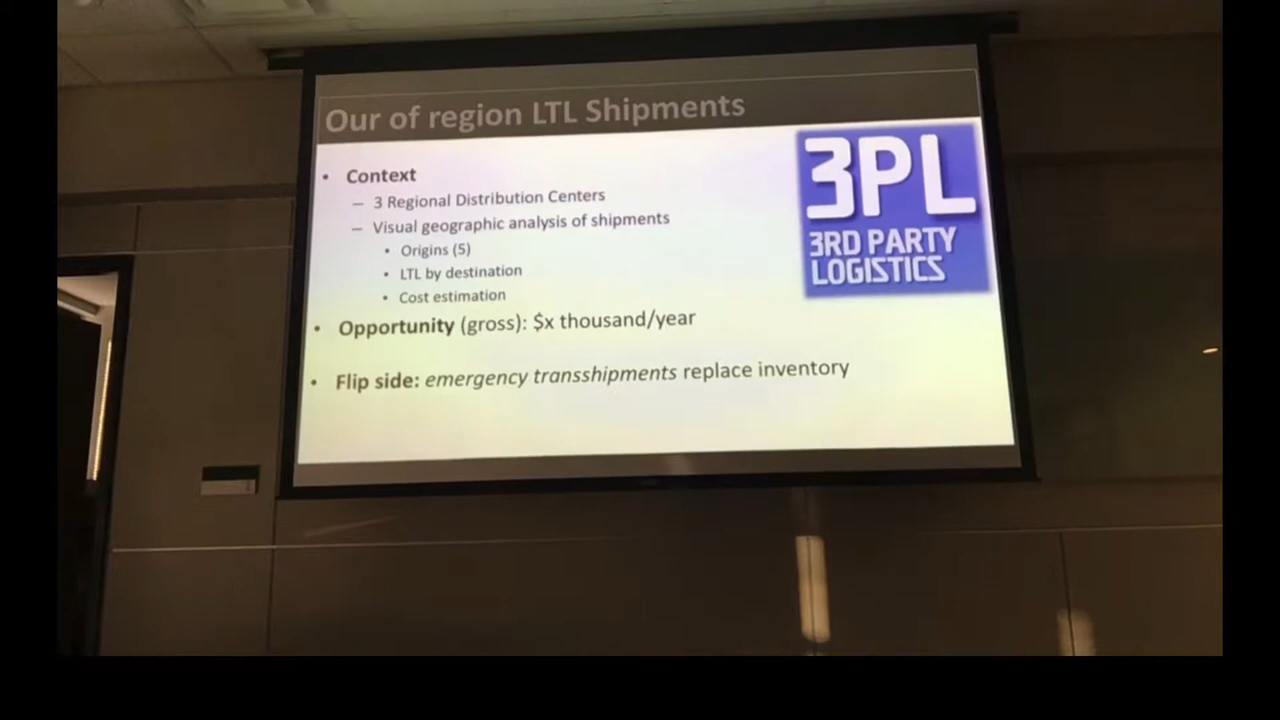 Our of region LTL Shipments
• Context
– 3 Regional Distribution Centers
– Visual geographic analysis of shipments
• Origins (5)
• LTL by destination
• Cost estimation
• Opportunity (gross): $x thousand/year
• Flip side: emergency transshipments replace inventory
3PL
3RD PARTY
LOGISTICS